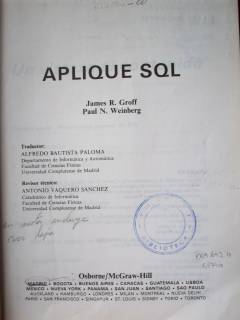 APLIQUE SQL
James R. Groff
Paul N. Weinberg
Traductor:
ALFREDO BAUTISTA PALOMA
Departamento de Informática y Automática
Facultad de Ciencias Físicas
Universidad Complutense de Madrid
Revisor técnico:
ANTONIO VAQUERO SANCHEZ
Catedrático de Informática
Facultad de Ciencias Físicas
Universidad Complutense de Madrid
Osborne/McGraw-Hill
MADRID • BOGOTA • BUENOS AIRES • CARACAS • GUATEMALA • LISBOA
MEXICO • NUEVA YORK • PANAMA • SAN JUAN • SANTIAGO • SAO PAULO
AUCKLAND • HAMBURGO • LONDRES • MILAN • MONTREAL • NUEVA DELHI
PARIS • SAN FRANCISCO • SINGAPUR • ST. LOUIS • SIDNEY • TOKIO • TORONTO